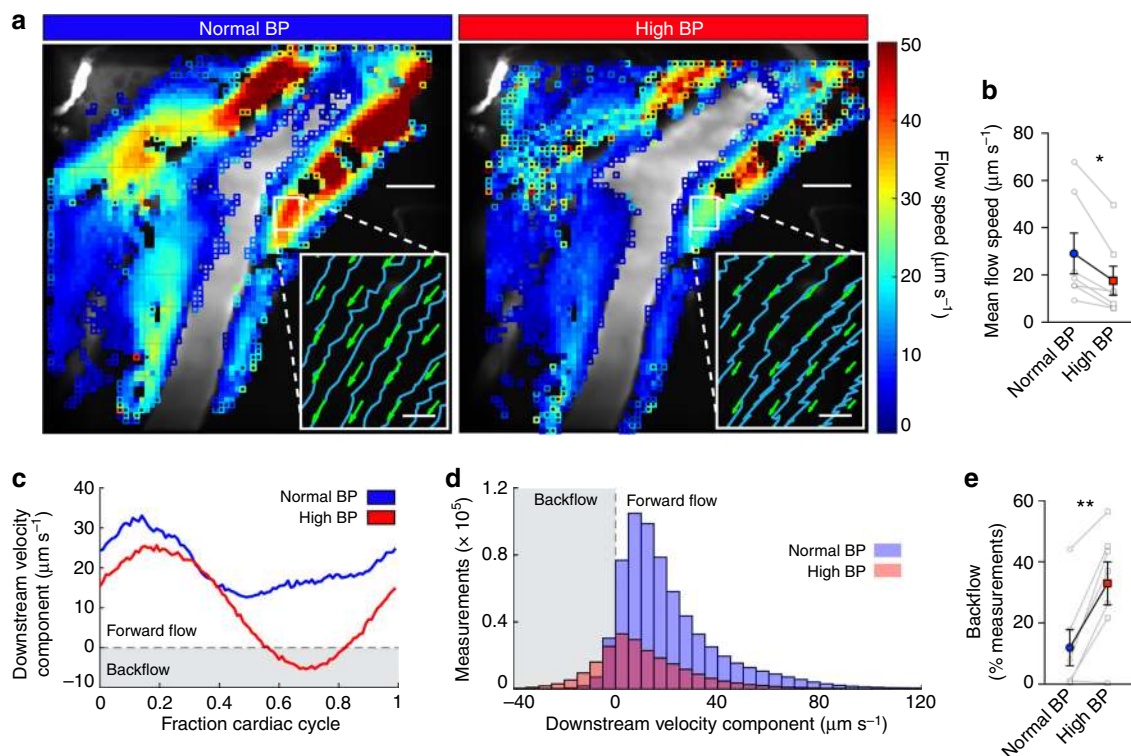 a
Normal BP
High BP
50
40
30
20
10
0
Flow speed (μm s⁻¹)
b
80
60
40
20
0
Mean flow speed (μm s⁻¹)
*
Normal BP
High BP
c
Normal BP
High BP
40
30
20
10
0
−10
Downstream velocity
component (μm s⁻¹)
Forward flow
Backflow
0
0.2
0.4
0.6
0.8
1
Fraction cardiac cycle
d
1.2
0.8
0.4
0
Measurements (× 10⁵)
Backflow
Forward flow
Normal BP
High BP
−40
0
40
80
120
Downstream velocity component (μm s⁻¹)
e
60
40
20
0
Backflow
(% measurements)
**
Normal BP
High BP